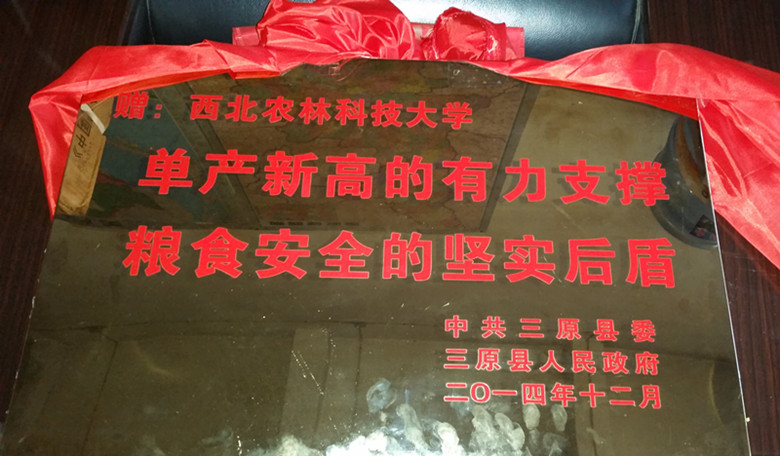 赠：西北农林科技大学
单产新高的有力支撑
粮食安全的坚实后盾
中共三原县委
三原县人民政府
二〇一四年十二月